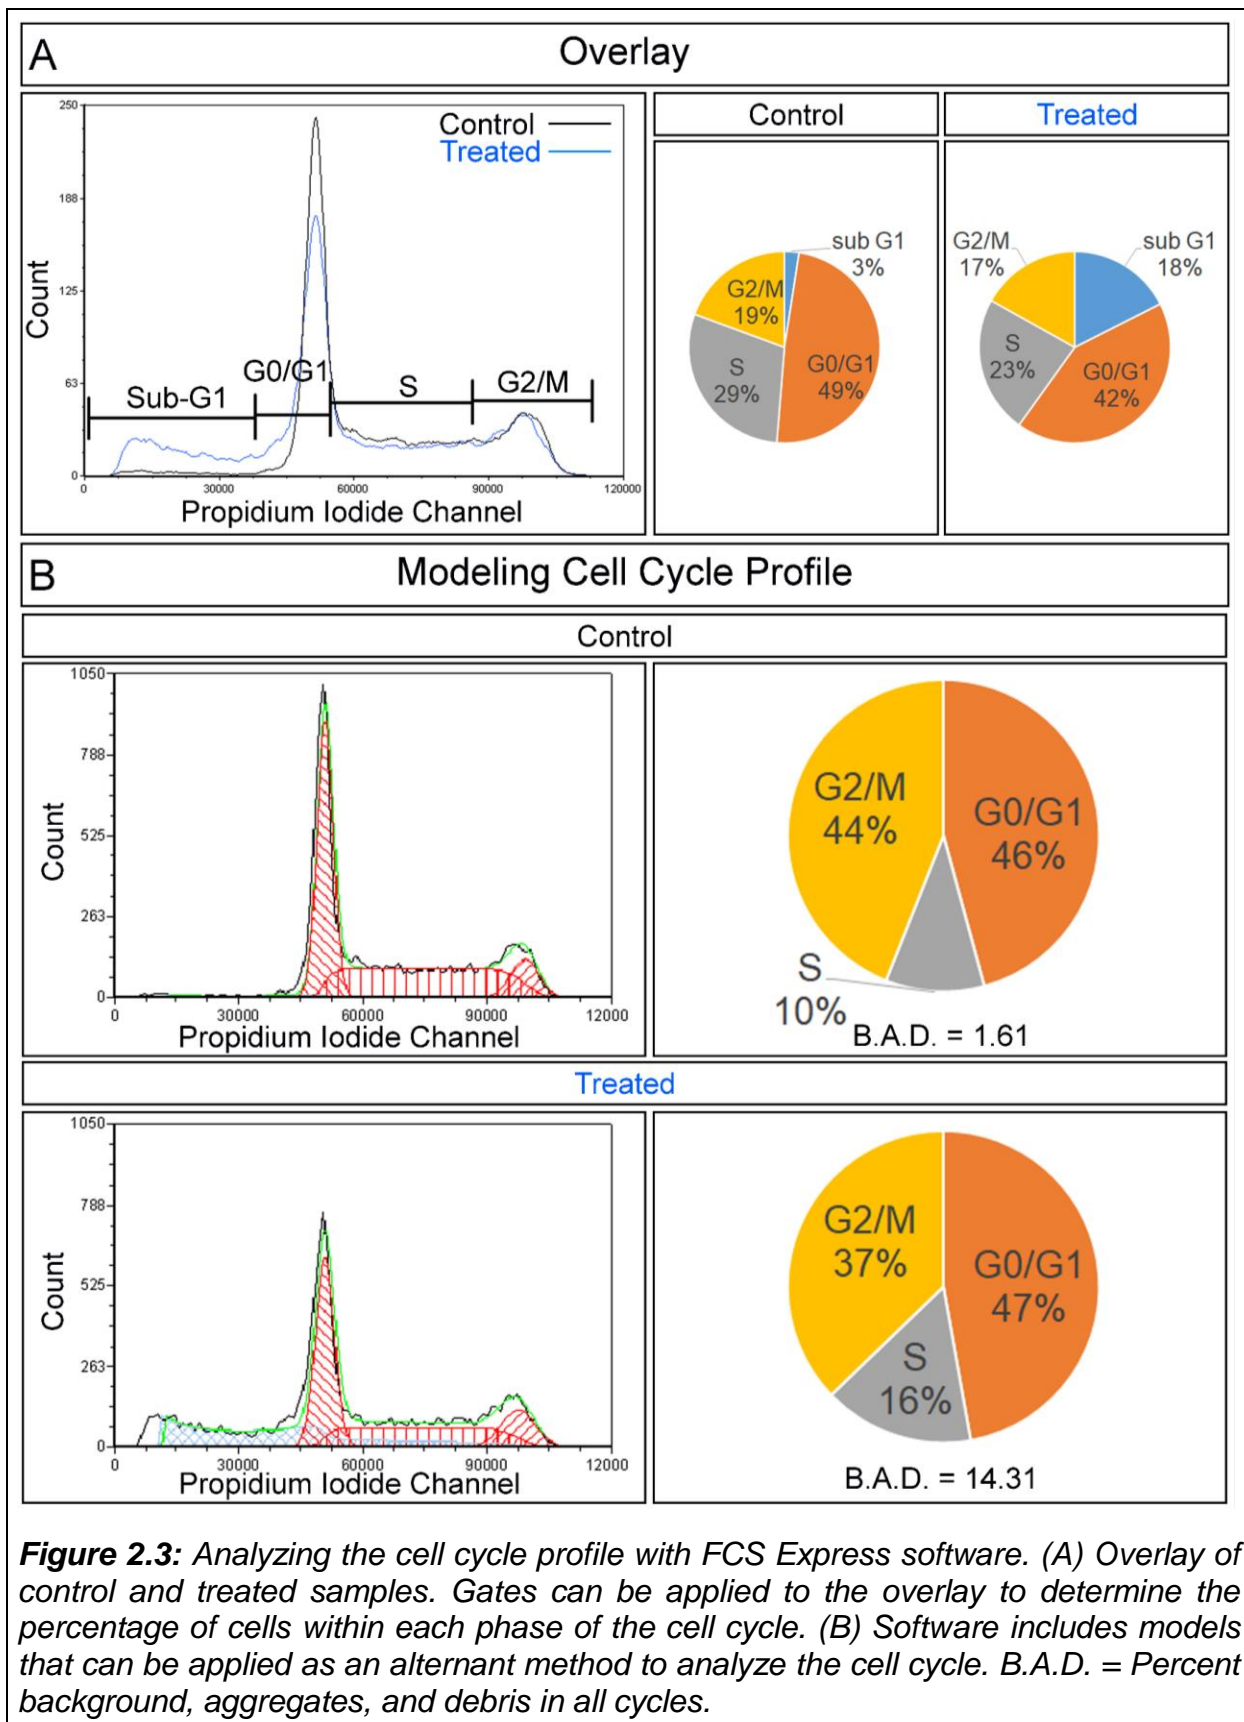 A
Overlay
250
188
125
63
0
Count
Control
Treated
Sub-G1
G0/G1
S
G2/M
0
30000
60000
90000
120000
Propidium Iodide Channel
Control
sub G1
3%
G2/M
19%
S
29%
G0/G1
49%
Treated
G2/M
17%
sub G1
18%
S
23%
G0/G1
42%
B
Modeling Cell Cycle Profile
Control
1050
788
525
263
0
Count
0
30000
60000
90000
12000
Propidium Iodide Channel
G2/M
44%
G0/G1
46%
S
10%
B.A.D. = 1.61
Treated
1050
788
525
263
0
Count
0
30000
60000
90000
12000
Propidium Iodide Channel
G2/M
37%
G0/G1
47%
S
16%
B.A.D. = 14.31
Figure 2.3: Analyzing the cell cycle profile with FCS Express software. (A) Overlay of
control and treated samples. Gates can be applied to the overlay to determine the
percentage of cells within each phase of the cell cycle. (B) Software includes models
that can be applied as an alternant method to analyze the cell cycle. B.A.D. = Percent
background, aggregates, and debris in all cycles.